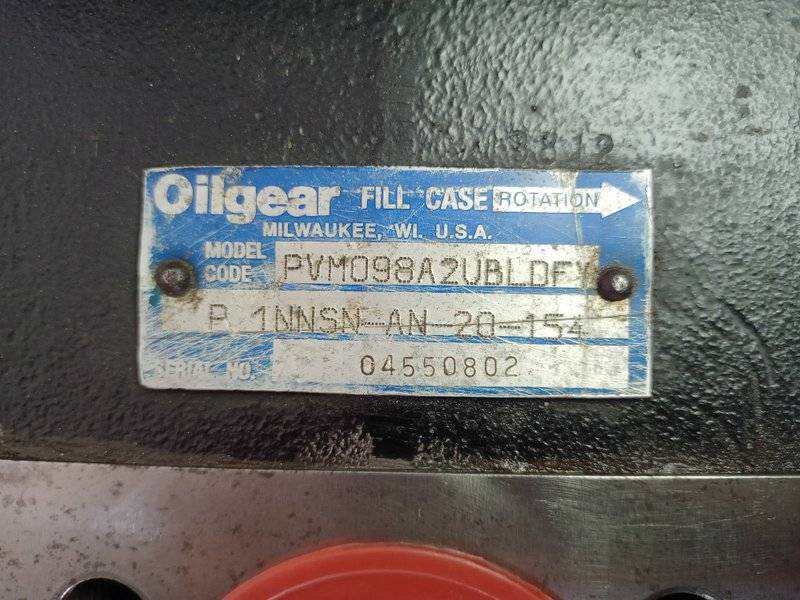 Oilgear FILL CASE ROTATION
MILWAUKEE, WI. U.S.A.
MODEL CODE PVM098A2UBLDFY
P 1NNSN-AN 20-154
SERIAL NO. 04550802